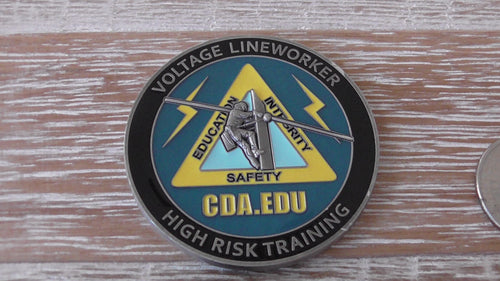 VOLTAGE LINEWORKER
EDUCATION
INTEGRITY
SAFETY
CDA.EDU
HIGH RISK TRAINING